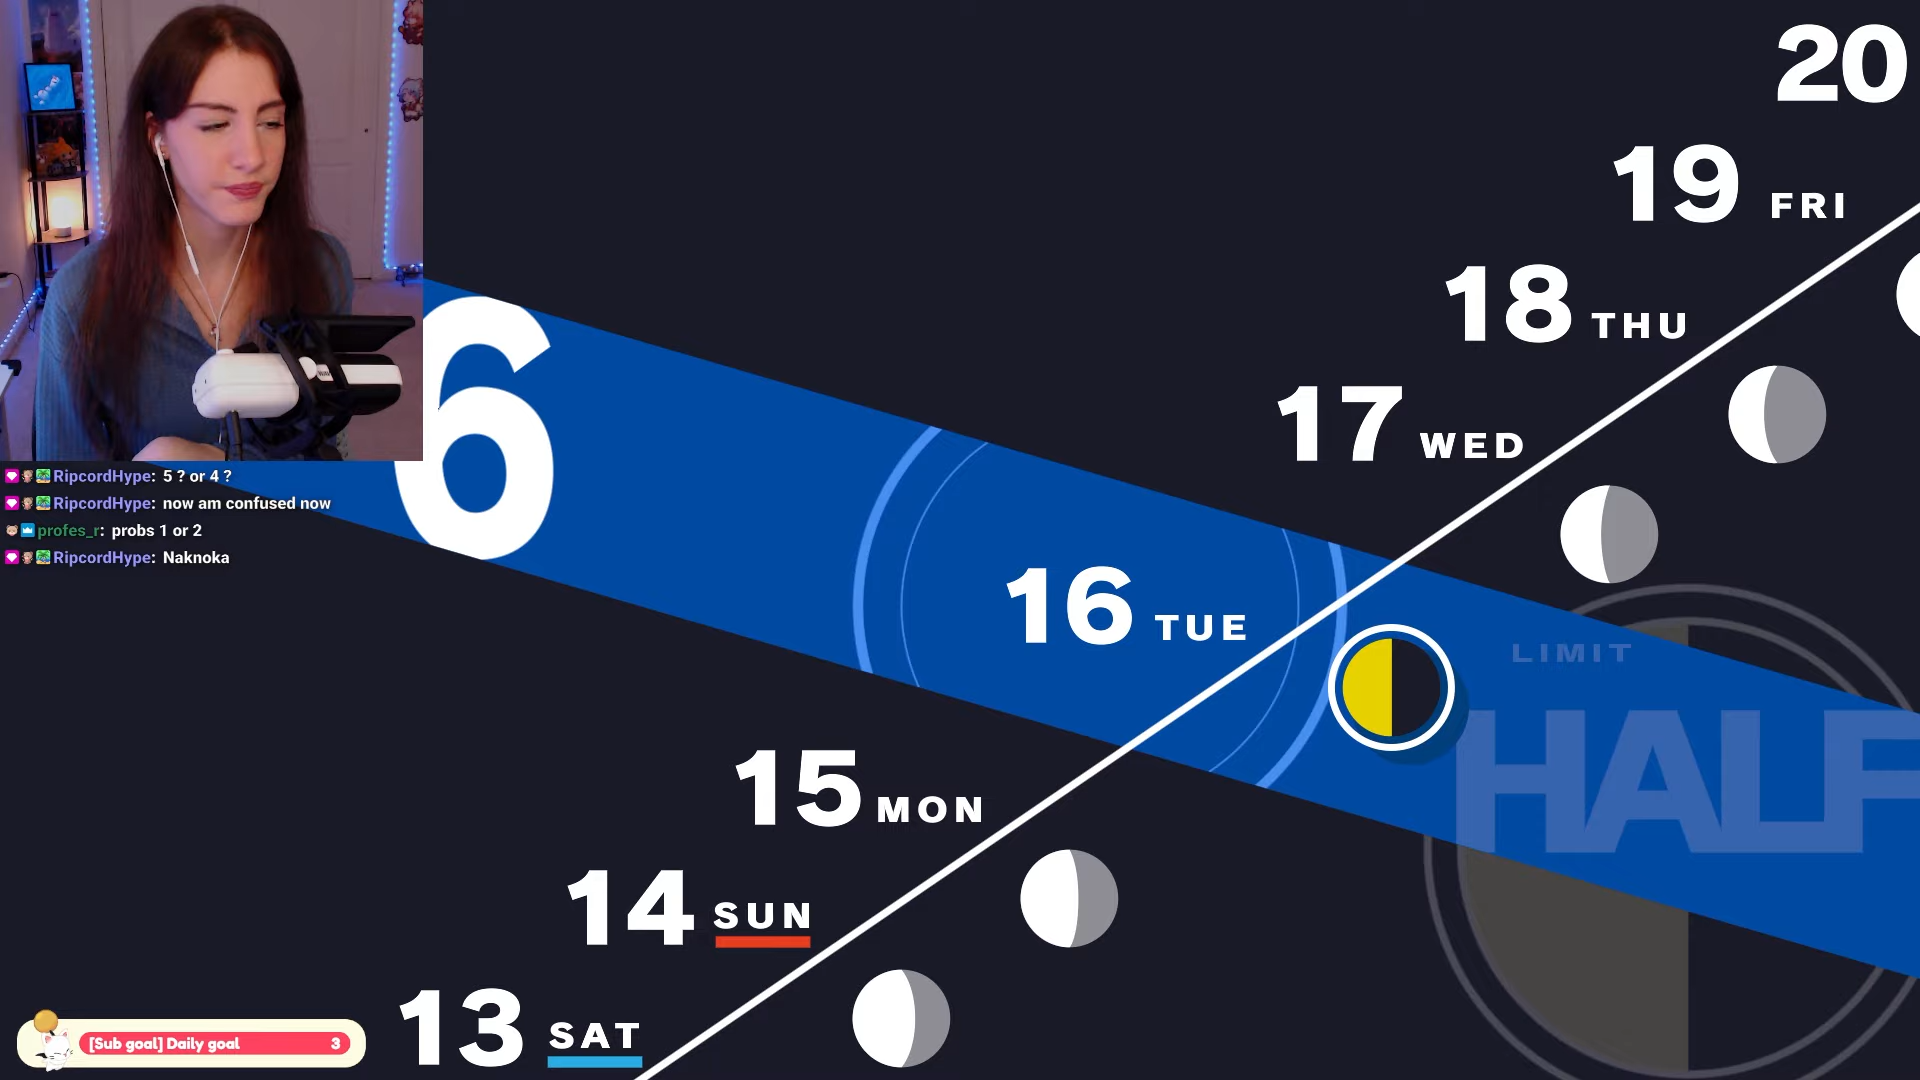 20
19 FRI
18 THU
17 WED
6
16 TUE
LIMIT
HALF
15 MON
14 SUN
13 SAT
RipcordHype: 5 ? or 4 ?
RipcordHype: now am confused now
profes_r: probs 1 or 2
RipcordHype: Naknoka
[Sub goal] Daily goal 3